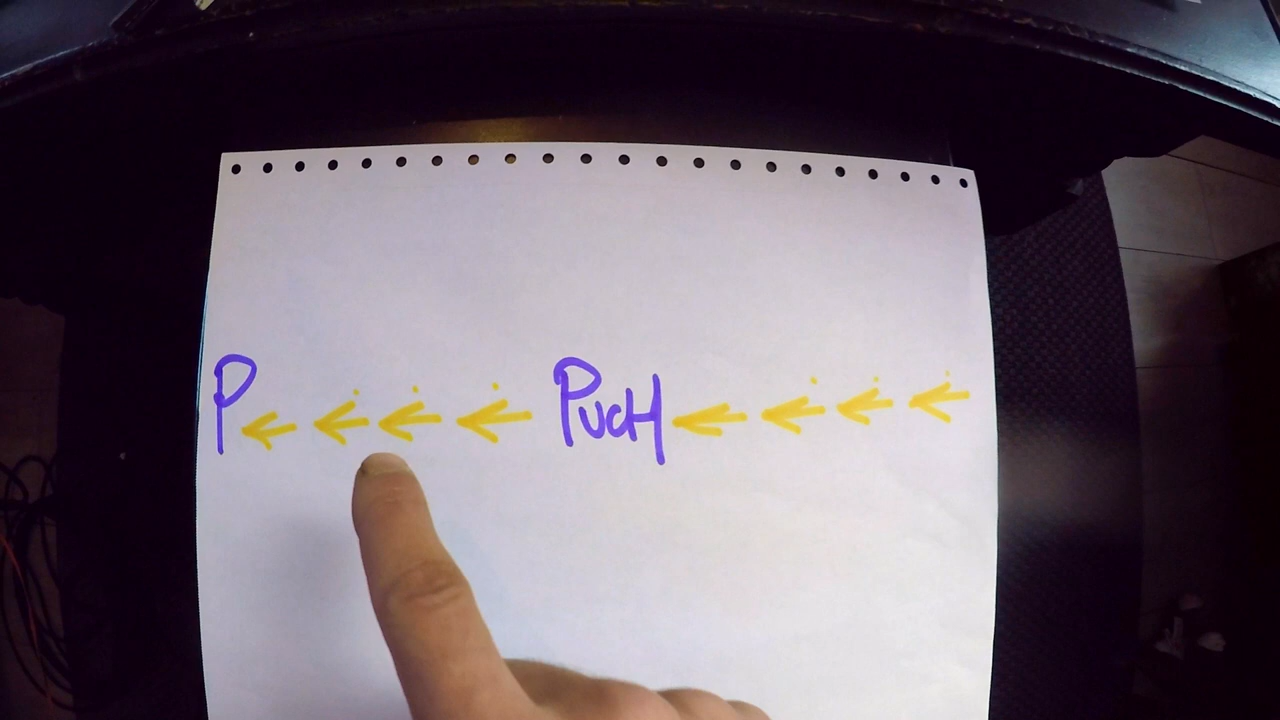 P ← ← ← ← PucH ← ← ← ←